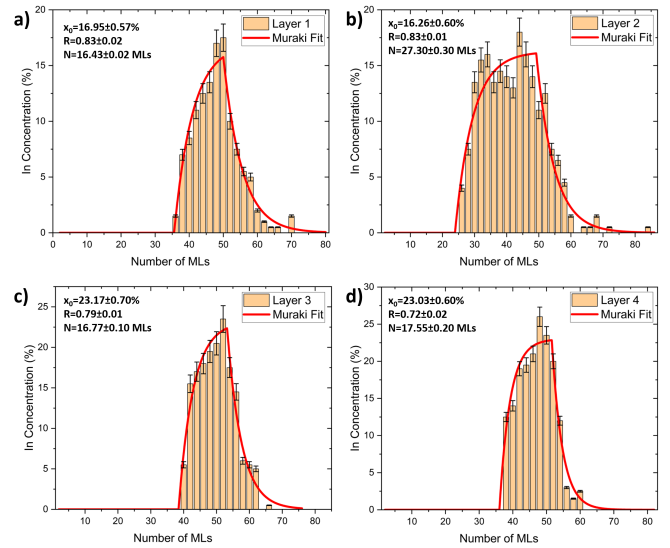 a)
x₀=16.95±0.57%
R=0.83±0.02
N=16.43±0.02 MLs
Layer 1
Muraki Fit
In Concentration (%)
20
15
10
5
0
0 10 20 30 40 50 60 70 80
Number of MLs
b)
x₀=16.26±0.60%
R=0.83±0.01
N=27.30±0.30 MLs
Layer 2
Muraki Fit
In Concentration (%)
20
15
10
5
0
10 20 30 40 50 60 70 80
Number of MLs
c)
x₀=23.17±0.70%
R=0.79±0.01
N=16.77±0.10 MLs
Layer 3
Muraki Fit
In Concentration (%)
25
20
15
10
5
0
10 20 30 40 50 60 70 80
Number of MLs
d)
x₀=23.03±0.60%
R=0.72±0.02
N=17.55±0.20 MLs
Layer 4
Muraki Fit
In Concentration (%)
30
25
20
15
10
5
0
10 20 30 40 50 60 70 80
Number of MLs